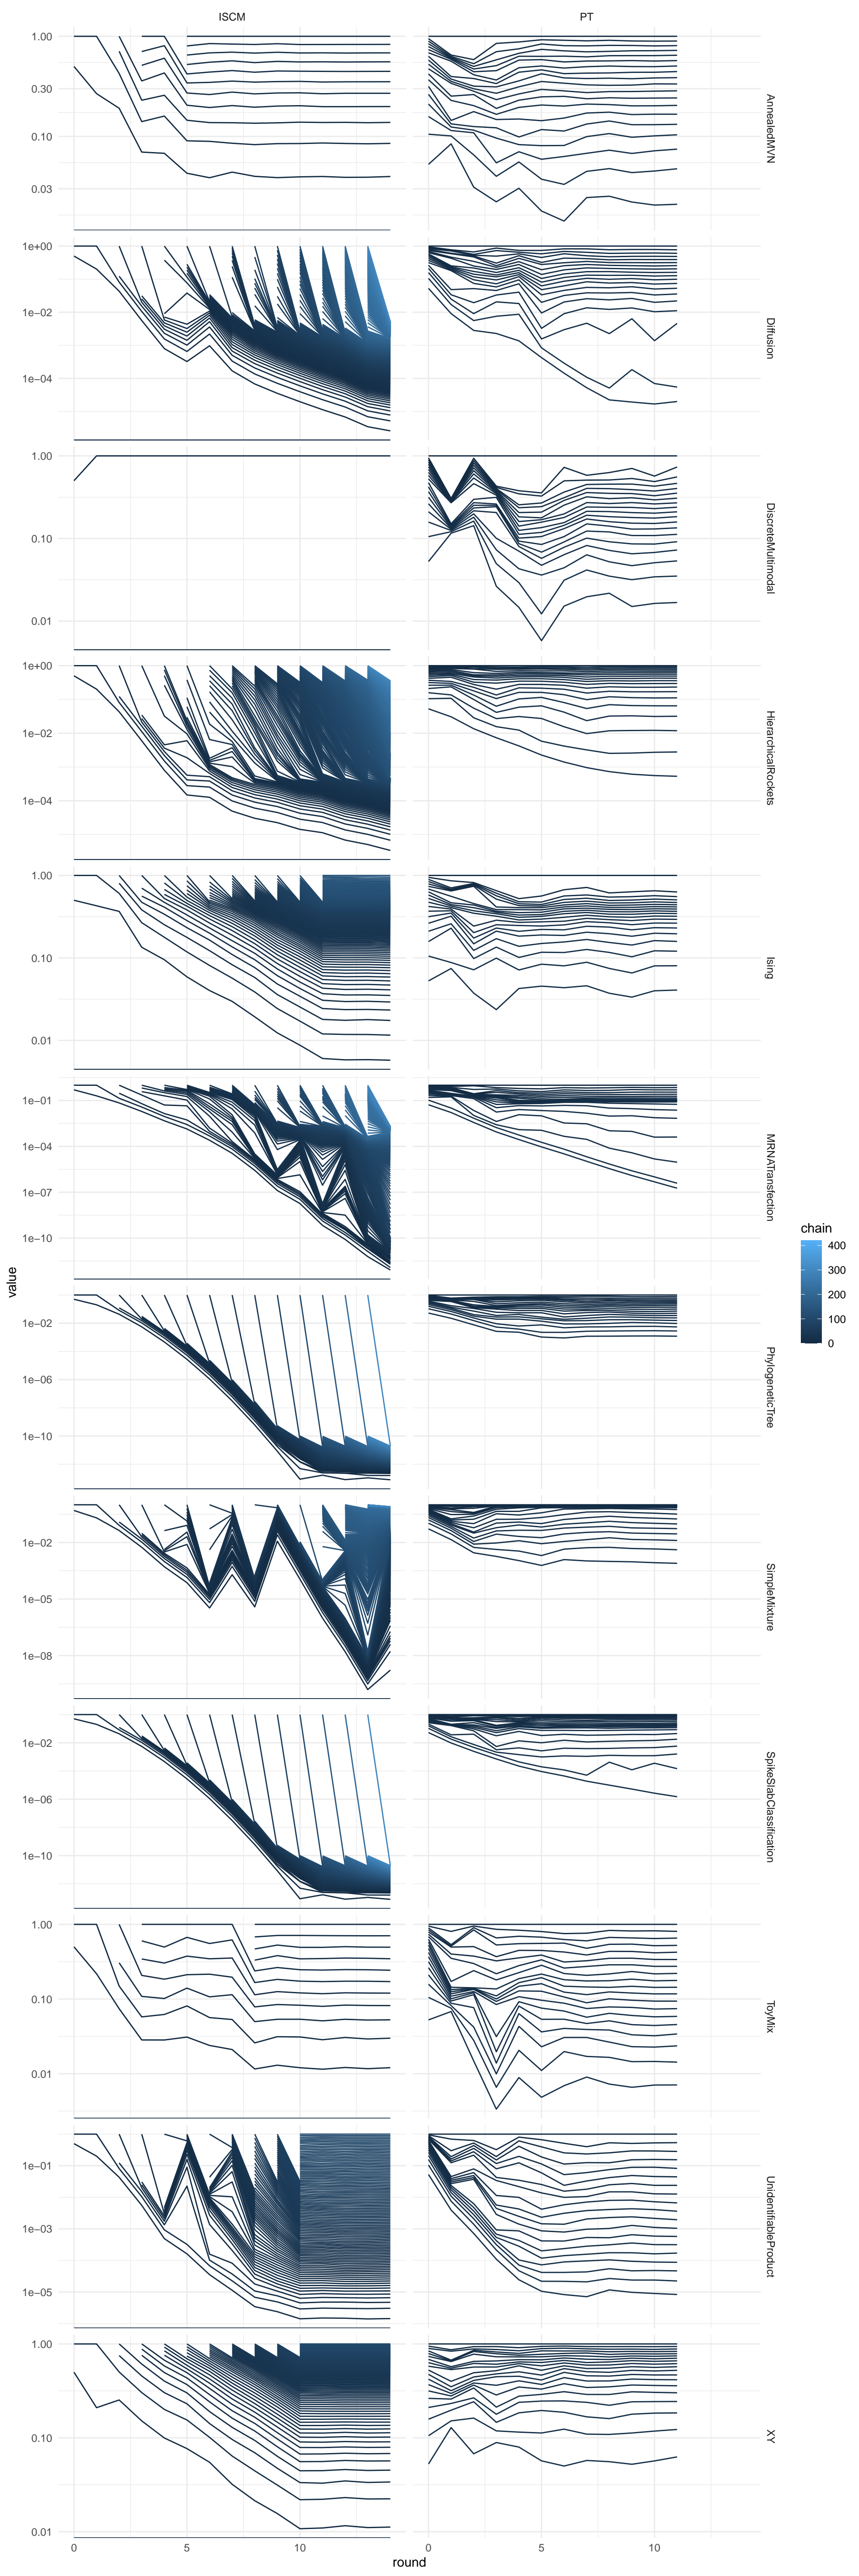 ISCM
PT
1.00
0.30
0.10
0.03
AnnealedMVN
1e+00
1e−02
1e−04
Diffusion
1.00
0.10
0.01
DiscreteMultimodal
1e+00
1e−02
1e−04
HierarchicalRockets
1.00
0.10
0.01
Ising
1e−01
1e−04
1e−07
1e−10
MRNATransfection
1e−02
1e−06
1e−10
PhylogeneticTree
1e−02
1e−05
1e−08
SimpleMixture
1e−02
1e−06
1e−10
SpikeSlabClassification
1.00
0.10
0.01
ToyMix
1e−01
1e−03
1e−05
UnidentifiableProduct
1.00
0.10
0.01
XY
0
5
10
0
5
10
round
value
chain
400
300
200
100
0